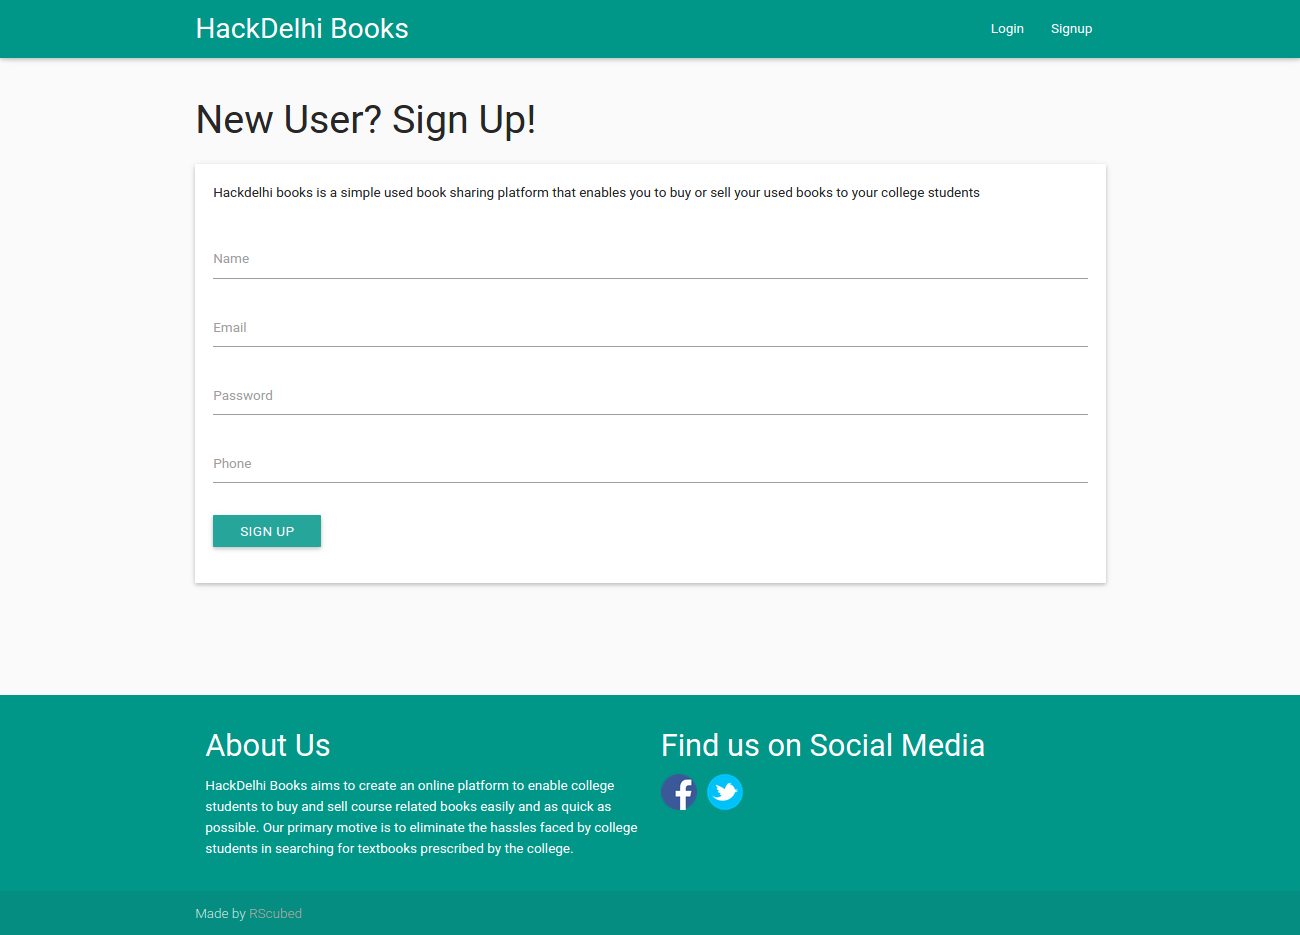 HackDelhi Books
Login
Signup
New User? Sign Up!
Hackdelhi books is a simple used book sharing platform that enables you to buy or sell your used books to your college students
Name
Email
Password
Phone
SIGN UP
About Us
HackDelhi Books aims to create an online platform to enable college
students to buy and sell course related books easily and as quick as
possible. Our primary motive is to eliminate the hassles faced by college
students in searching for textbooks prescribed by the college.
Find us on Social Media
Made by RScubed